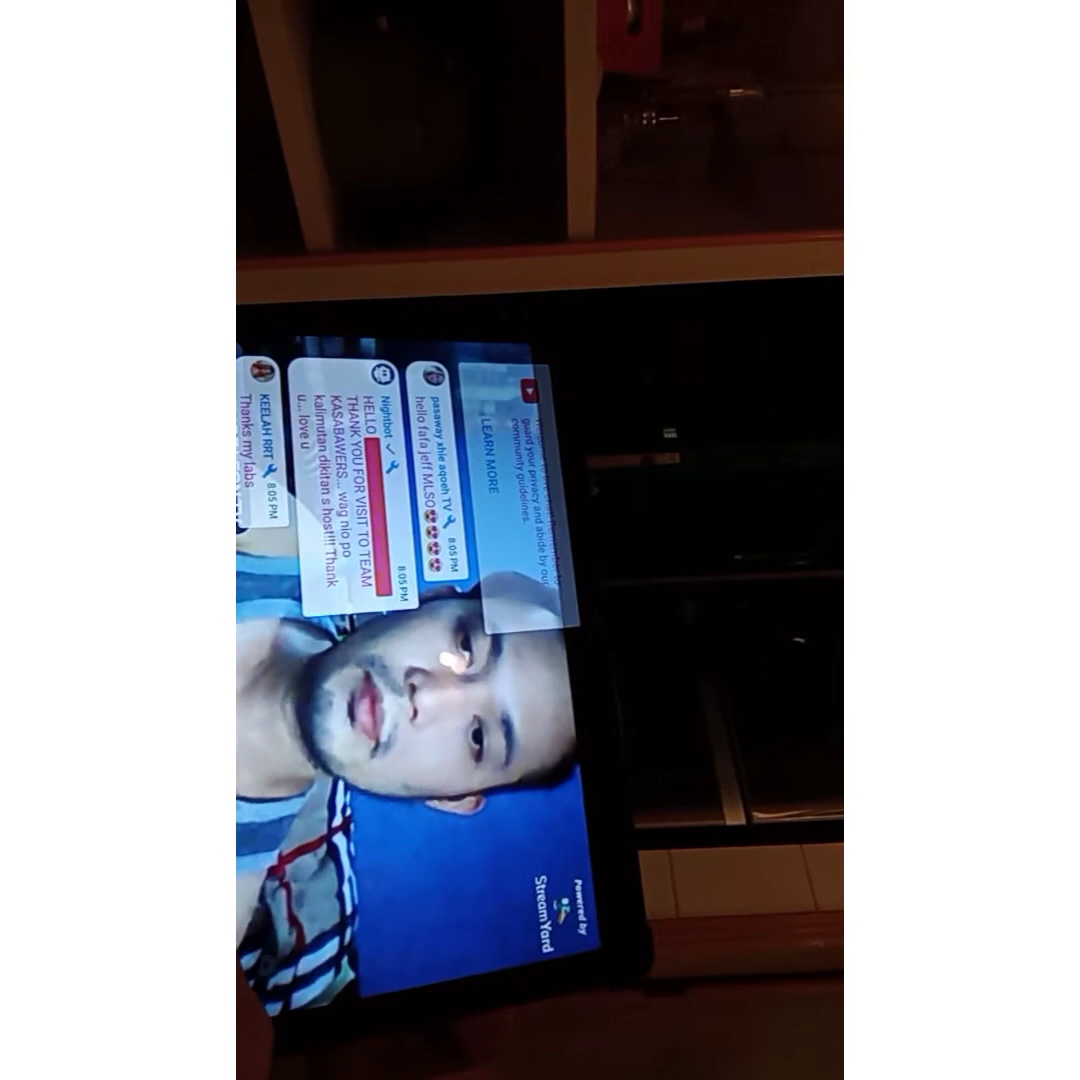 guard your privacy and abide by our
community guidelines.
LEARN MORE
pasaway xhie aqoeh TV 8:05 PM
hello fafa jeff MLSO😍😍😍😍
Nightbot 8:05 PM
HELLO
THANK YOU FOR VISIT TO TEAM
KASABAWERS... wag nio po
kalimutan dikitan s host!!! Thank
u... love u
KEELAH RRT 8:05 PM
Thanks my labs
Powered by
StreamYard